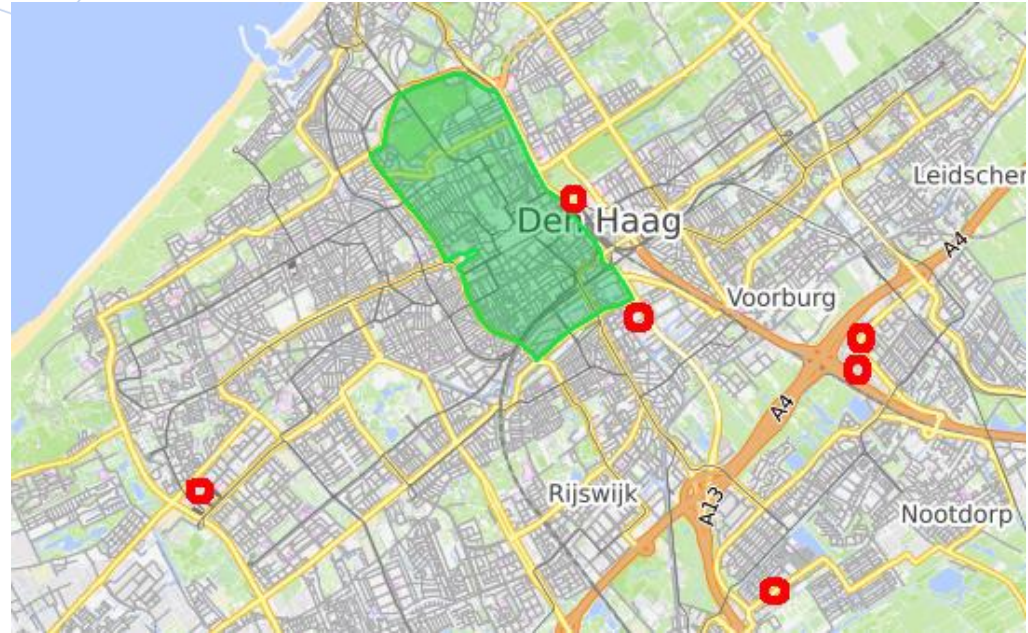 Leidscher
A4
Den Haag
Voorburg
A4
Rijswijk
A13
Nootdorp